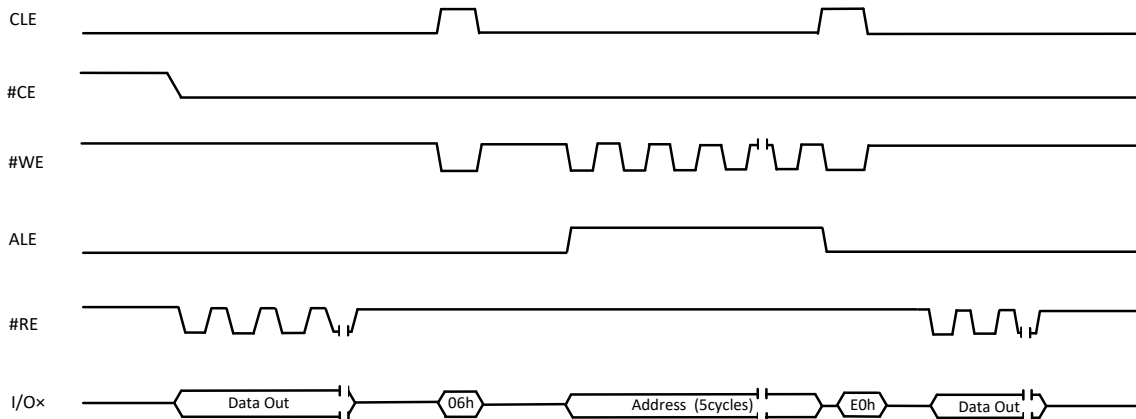 CLE
#CE
#WE
ALE
#RE
I/O×
Data Out
06h
Address (5cycles)
E0h
Data Out